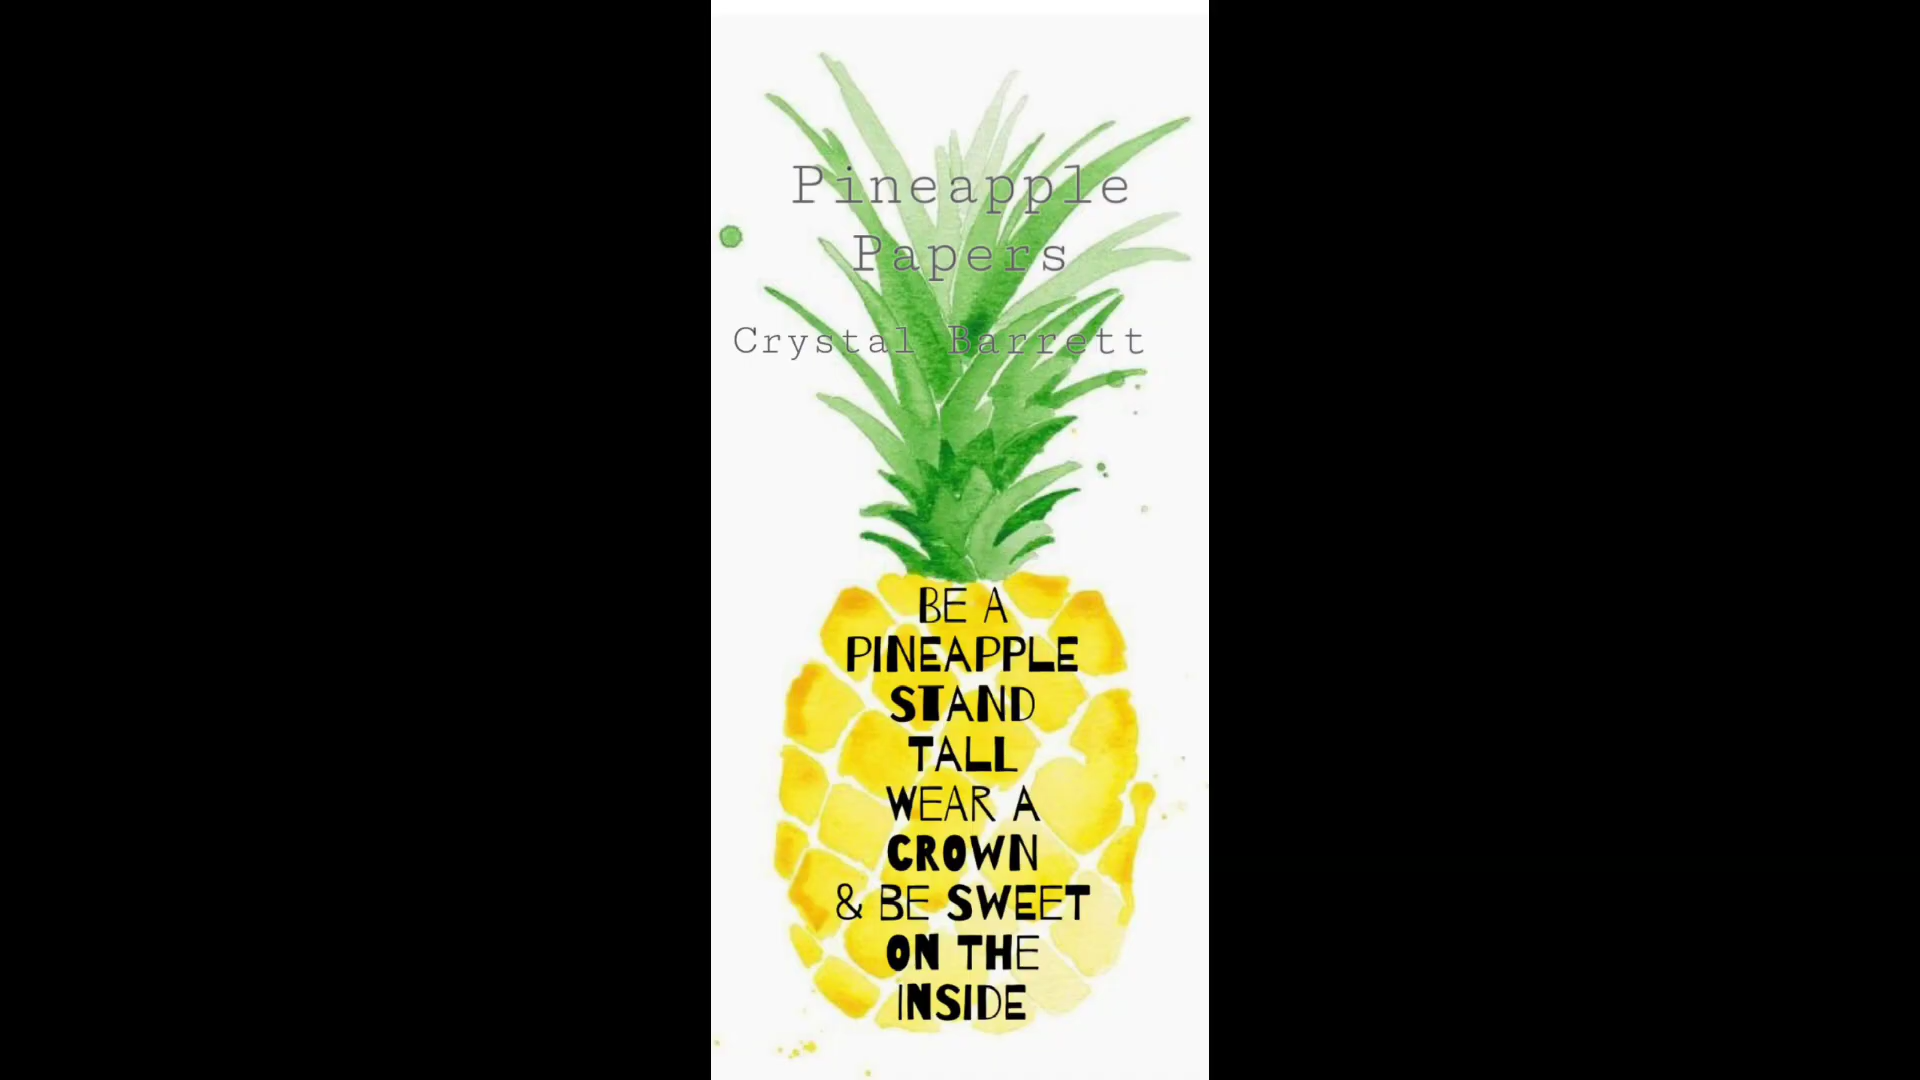 Pineapple
Papers
Crystal Barrett
BE A
PINEAPPLE
STAND
TALL
WEAR A
CROWN
& BE SWEET
ON THE
INSIDE